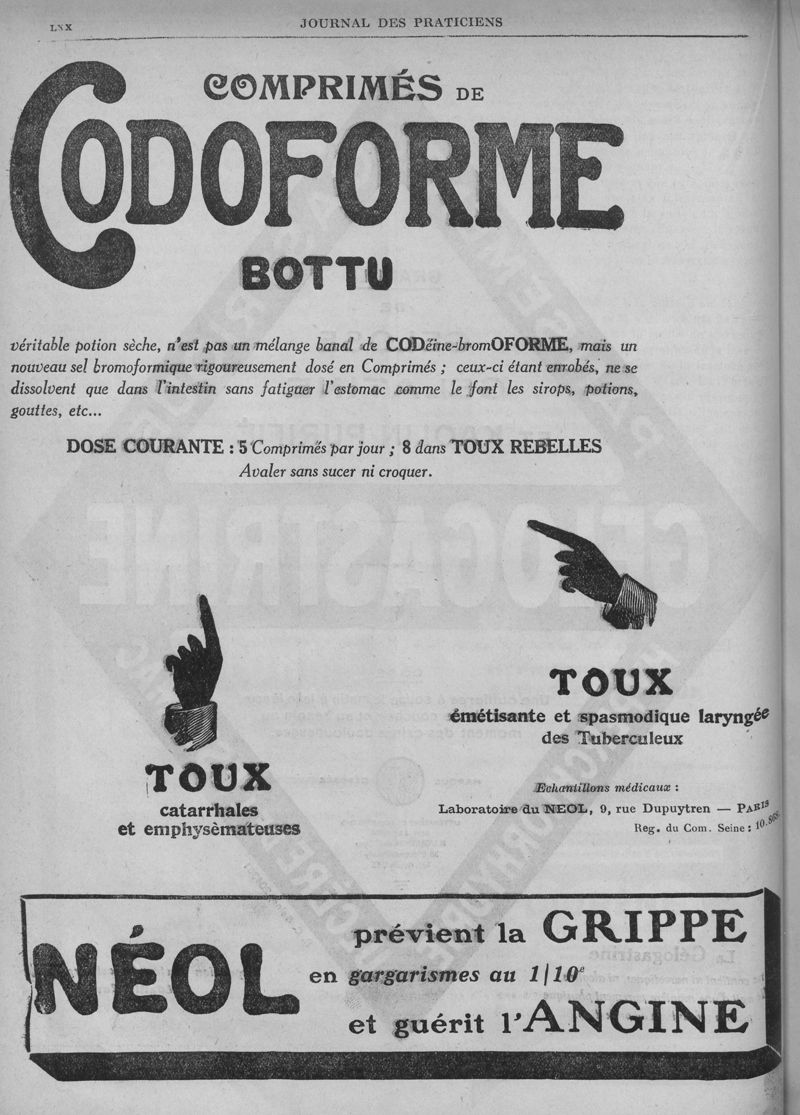 LXX
JOURNAL DES PRATICIENS
COMPRIMÉS DE
CODOFORME
BOTTU
véritable potion sèche, n'est pas un mélange banal de CODéine-bromOFORME, mais un
nouveau sel bromoformique rigoureusement dosé en Comprimés ; ceux-ci étant enrobés, ne se
dissolvent que dans l'intestin sans fatiguer l'estomac comme le font les sirops, potions,
gouttes, etc...
DOSE COURANTE : 5 Comprimés par jour ; 8 dans TOUX REBELLES
Avaler sans sucer ni croquer.
TOUX
émétisante et spasmodique laryngée
des Tuberculeux
TOUX
catarrhales
et emphysèmateuses
Echantillons médicaux :
Laboratoire du NEOL, 9, rue Dupuytren — PARIS
Reg. du Com. Seine : 10.868.
NÉOL
prévient la GRIPPE
en gargarismes au 1/10e
et guérit l'ANGINE